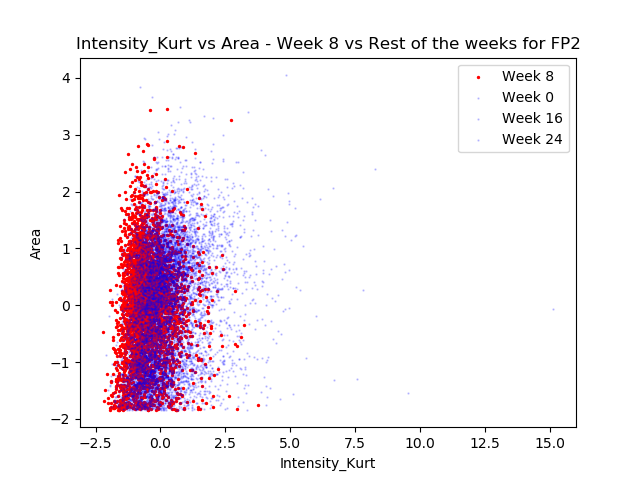 Intensity_Kurt vs Area - Week 8 vs Rest of the weeks for FP2
Week 8
Week 0
Week 16
Week 24
Area
4
3
2
1
0
−1
−2
−2.5 0.0 2.5 5.0 7.5 10.0 12.5 15.0
Intensity_Kurt